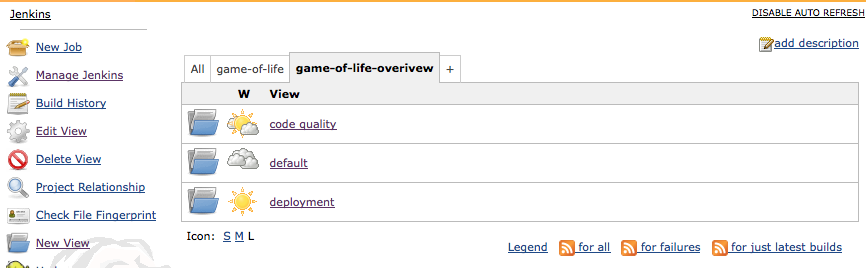 Jenkins
DISABLE AUTO REFRESH
New Job
add description
Manage Jenkins
Build History
Edit View
Delete View
Project Relationship
Check File Fingerprint
New View
All game-of-life game-of-life-overivew +
W View
code quality
default
deployment
Icon: S M L
Legend for all for failures for just latest builds